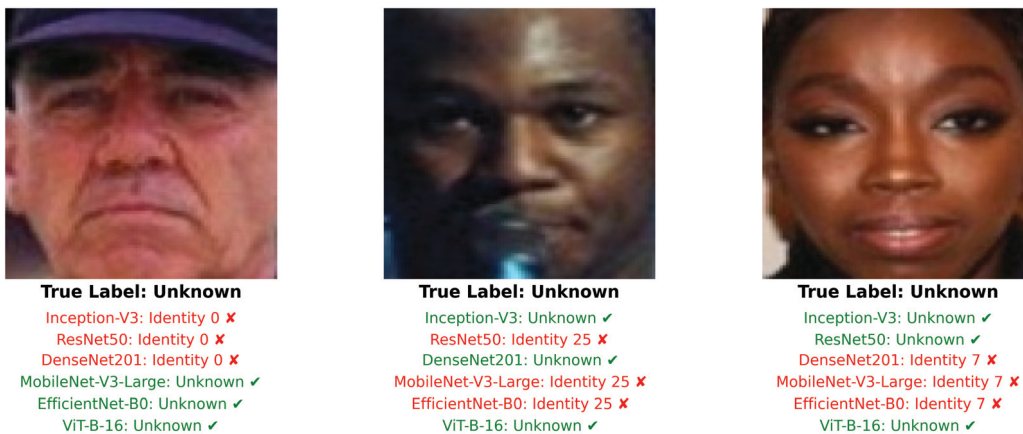 True Label: Unknown
Inception-V3: Identity 0 ✘
ResNet50: Identity 0 ✘
DenseNet201: Identity 0 ✘
MobileNet-V3-Large: Unknown ✔
EfficientNet-B0: Unknown ✔
ViT-B-16: Unknown ✔
True Label: Unknown
Inception-V3: Unknown ✔
ResNet50: Identity 25 ✘
DenseNet201: Unknown ✔
MobileNet-V3-Large: Identity 25 ✘
EfficientNet-B0: Identity 25 ✘
ViT-B-16: Unknown ✔
True Label: Unknown
Inception-V3: Unknown ✔
ResNet50: Unknown ✔
DenseNet201: Identity 7 ✘
MobileNet-V3-Large: Identity 7 ✘
EfficientNet-B0: Identity 7 ✘
ViT-B-16: Unknown ✔